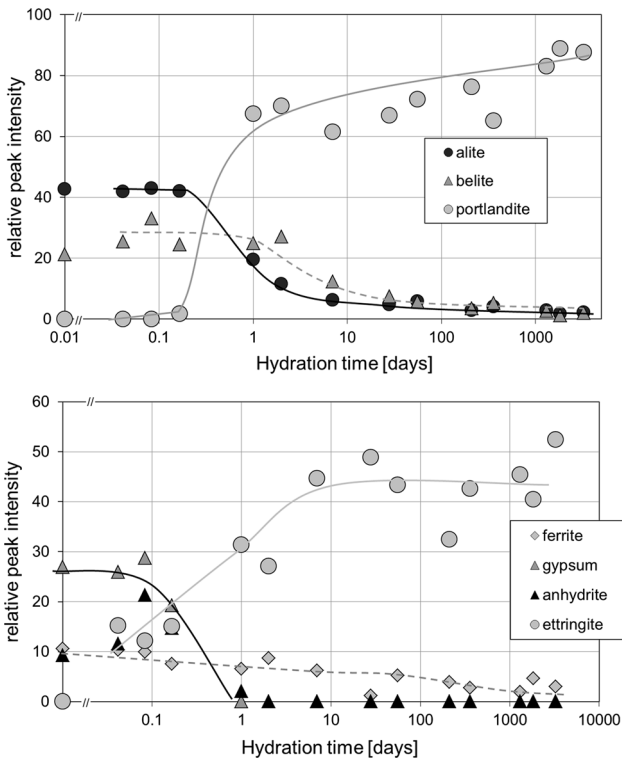 100
80
60
40
20
0
relative peak intensity
//
//
alite
belite
portlandite
0.01 0.1 1 10 100 1000
Hydration time [days]
60
50
40
30
20
10
0
relative peak intensity
//
//
ferrite
gypsum
anhydrite
ettringite
0.1 1 10 100 1000 10000
Hydration time [days]